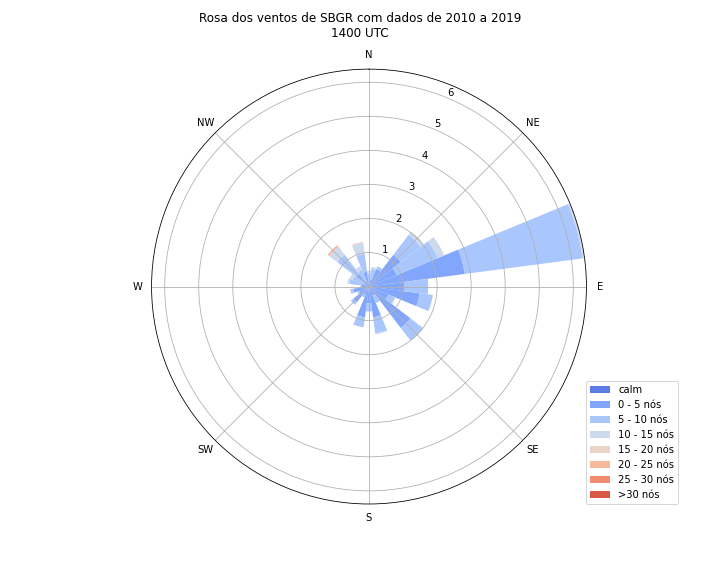 Rosa dos ventos de SBGR com dados de 2010 a 2019
1400 UTC
N
NW
NE
6
5
4
3
2
1
W
E
SW
SE
S
calm
0 - 5 nós
5 - 10 nós
10 - 15 nós
15 - 20 nós
20 - 25 nós
25 - 30 nós
>30 nós